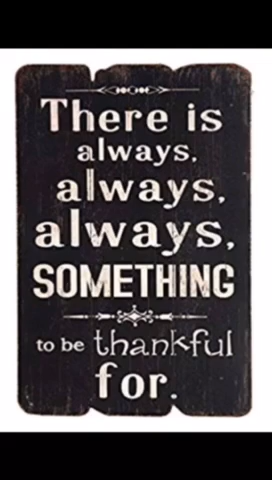 There is
always,
always,
always,
SOMETHING
to be thankful
for.